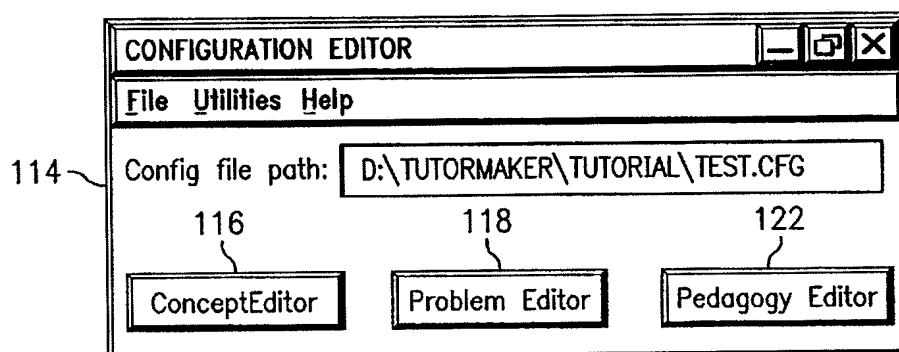 CONFIGURATION EDITOR
File Utilities Help
114 Config file path: D:\TUTORMAKER\TUTORIAL\TEST.CFG
116 118 122
ConceptEditor Problem Editor Pedagogy Editor